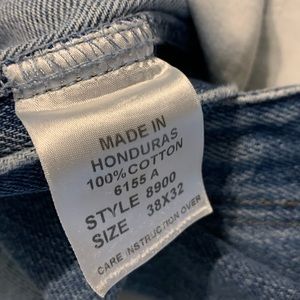 MADE IN
HONDURAS
100% COTTON
6155 A
STYLE 8900
SIZE 38X32
CARE INSTRUCTION OVER